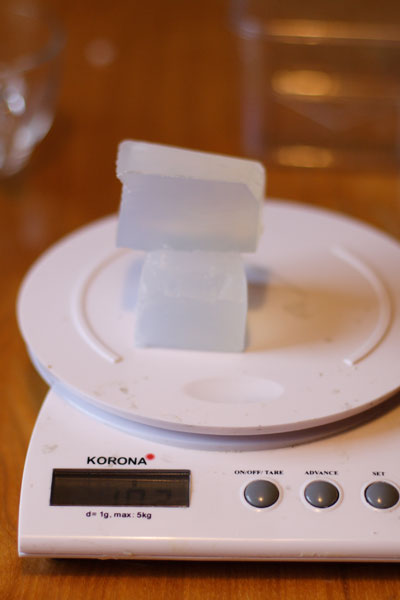 KORONA
d= 1g, max: 5kg
ON/OFF/ TARE
ADVANCE
SET